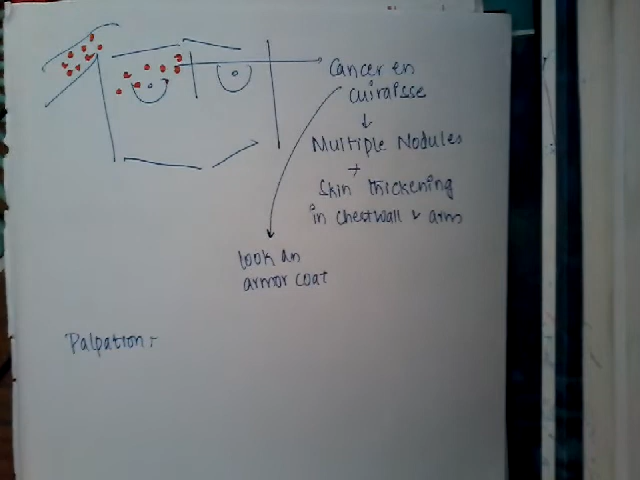 Cancer en
cuirasse
Multiple Nodules
+
skin thickening
in chestwall & arm
look an
armor coat
Palpation :-